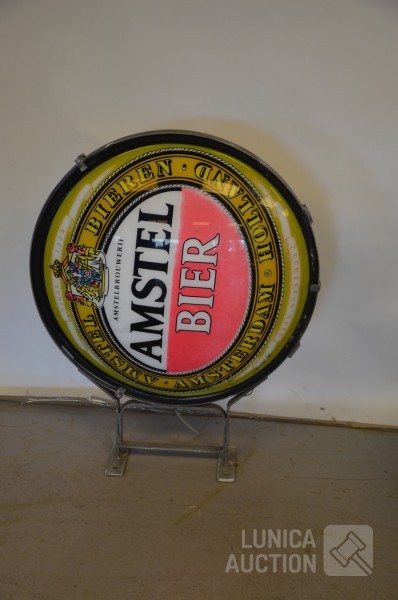 AMSTEL BIEREN · HOLLAND · AMSTERDAM ®
AMSTELBROUWERIJ
AMSTEL
BIER
LUNICA
AUCTION